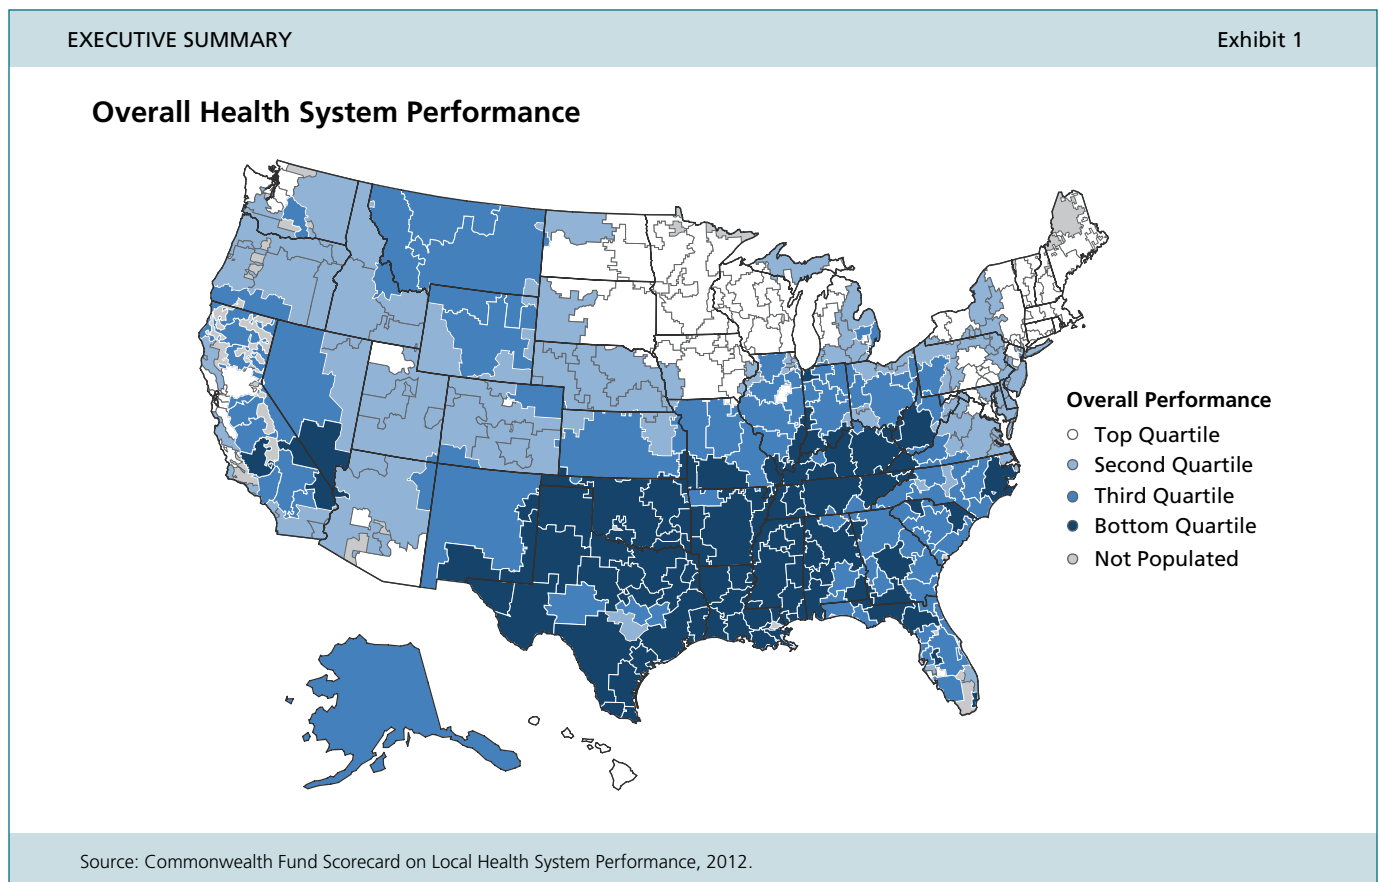 EXECUTIVE SUMMARY Exhibit 1
Overall Health System Performance
Overall Performance
Top Quartile
Second Quartile
Third Quartile
Bottom Quartile
Not Populated
Source: Commonwealth Fund Scorecard on Local Health System Performance, 2012.